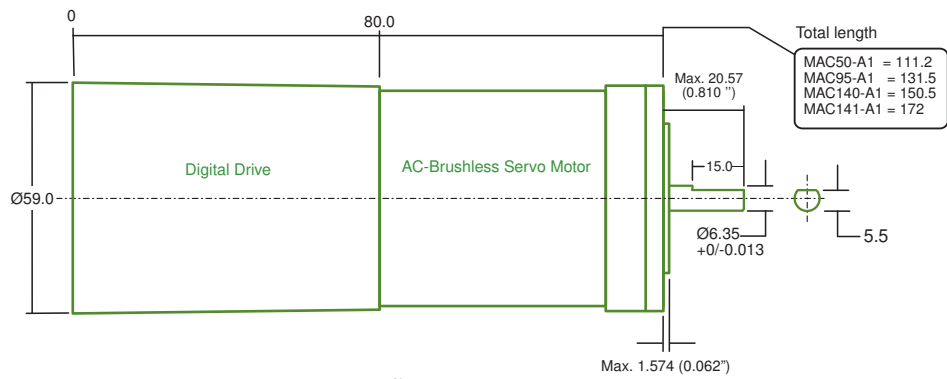 0
80.0
Total length
MAC50-A1 = 111.2
MAC95-A1 = 131.5
MAC140-A1 = 150.5
MAC141-A1 = 172
Max. 20.57
(0.810 ")
Digital Drive
AC-Brushless Servo Motor
15.0
Ø59.0
Ø6.35
+0/-0.013
5.5
Max. 1.574 (0.062")